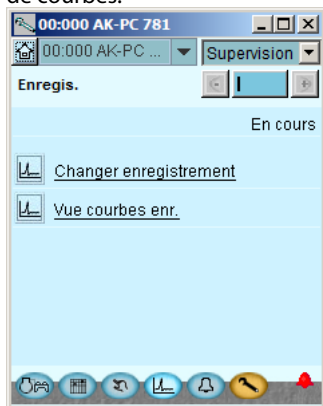 de courbes.
00:000 AK-PC 781
00:000 AK-PC ... Supervision
Enregis.
En cours
Changer enregistrement
Vue courbes enr.